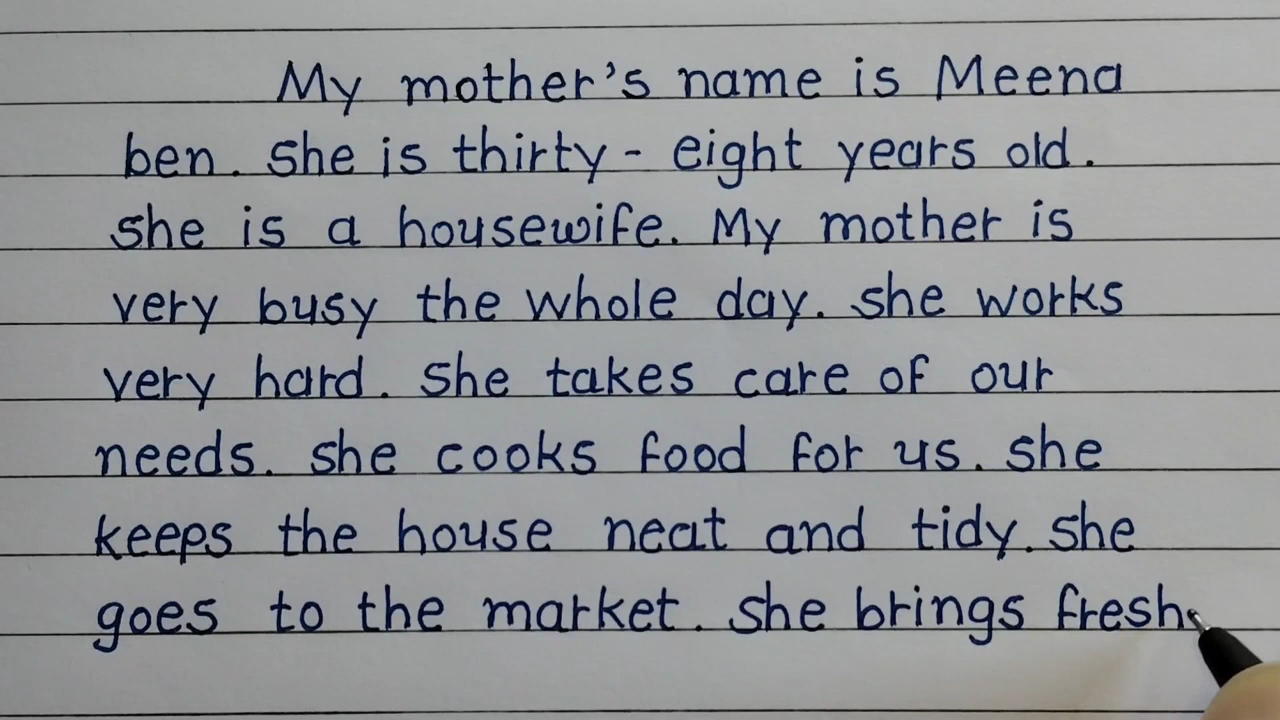 My mother's name is Meena
ben. She is thirty - eight years old.
She is a housewife. My mother is
very busy the whole day. She works
very hard. She takes care of our
needs. She cooks food for us. She
keeps the house neat and tidy. She
goes to the market. She brings fresh